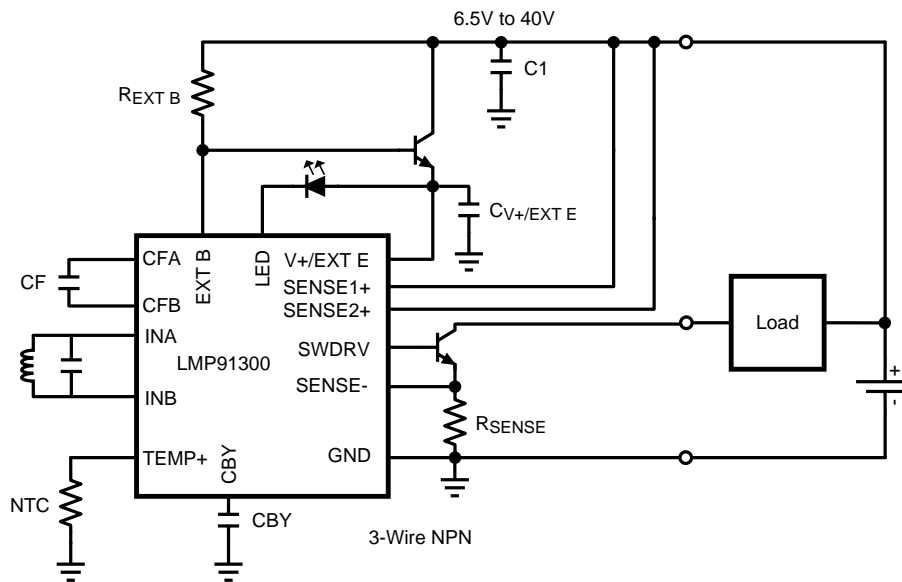 6.5V to 40V
C1
REXT B
CV+/EXT E
EXT B
LED
CFA
V+/EXT E
CF
SENSE1+
CFB
SENSE2+
INA
SWDRV
Load
LMP91300
SENSE-
+
-
INB
RSENSE
TEMP+
CBY
GND
NTC
CBY
3-Wire NPN